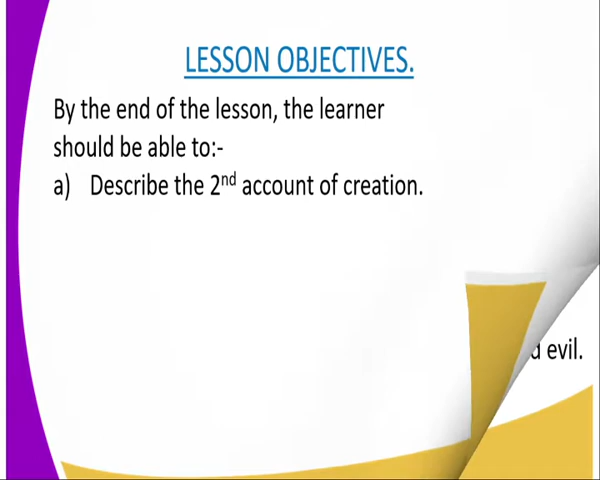 LESSON OBJECTIVES.
By the end of the lesson, the learner
should be able to:-
a) Describe the 2nd account of creation.
evil.